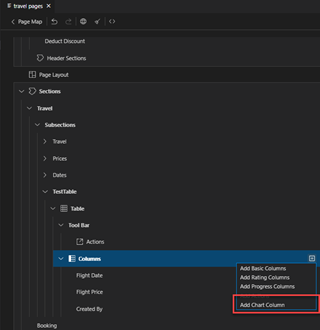 travel pages
Page Map
Deduct Discount
Header Sections
Page Layout
Sections
Travel
Subsections
Travel
Prices
Dates
TestTable
Table
Tool Bar
Actions
Columns
Flight Date
Flight Price
Created By
Add Basic Columns
Add Rating Columns
Add Progress Columns
Add Chart Column
Booking